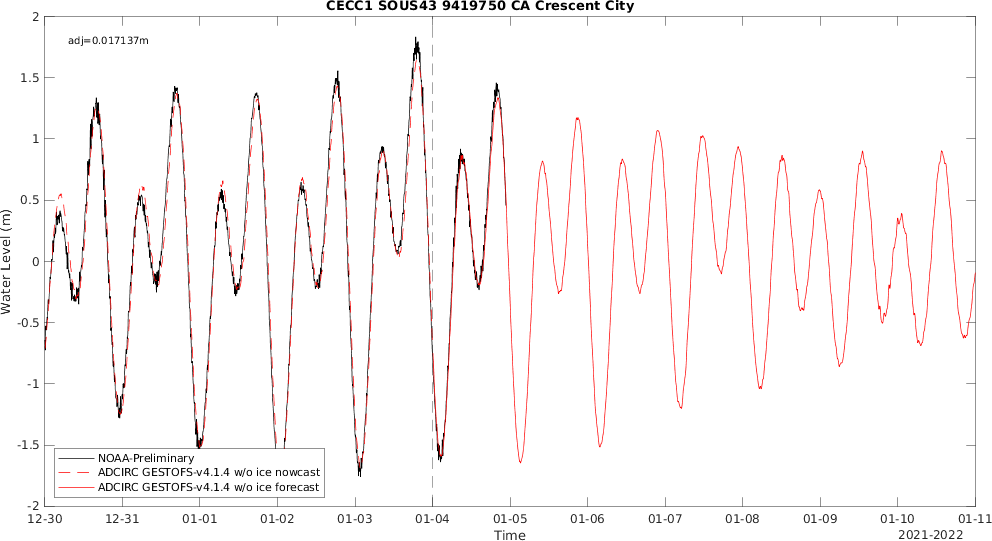 CECC1 SOUS43 9419750 CA Crescent City
adj=0.017137m
2
1.5
1
0.5
0
-0.5
-1
-1.5
-2
Water Level (m)
NOAA-Preliminary
ADCIRC GESTOFS-v4.1.4 w/o ice nowcast
ADCIRC GESTOFS-v4.1.4 w/o ice forecast
12-30 12-31 01-01 01-02 01-03 01-04 01-05 01-06 01-07 01-08 01-09 01-10 01-11
Time
2021-2022